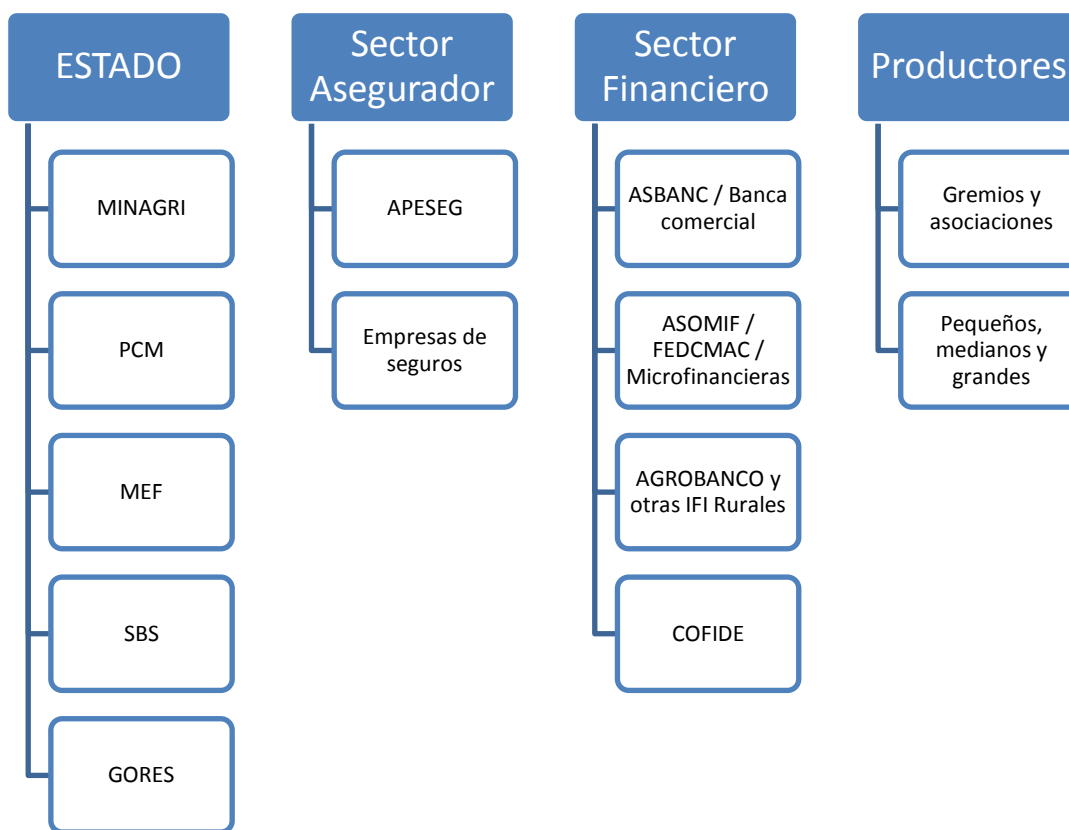 ESTADO
MINAGRI
PCM
MEF
SBS
GORES
Sector
Asegurador
APESEG
Empresas de
seguros
Sector
Financiero
ASBANC / Banca
comercial
ASOMIF /
FEDCMAC /
Microfinancieras
AGROBANCO y
otras IFI Rurales
COFIDE
Productores
Gremios y
asociaciones
Pequeños,
medianos y
grandes